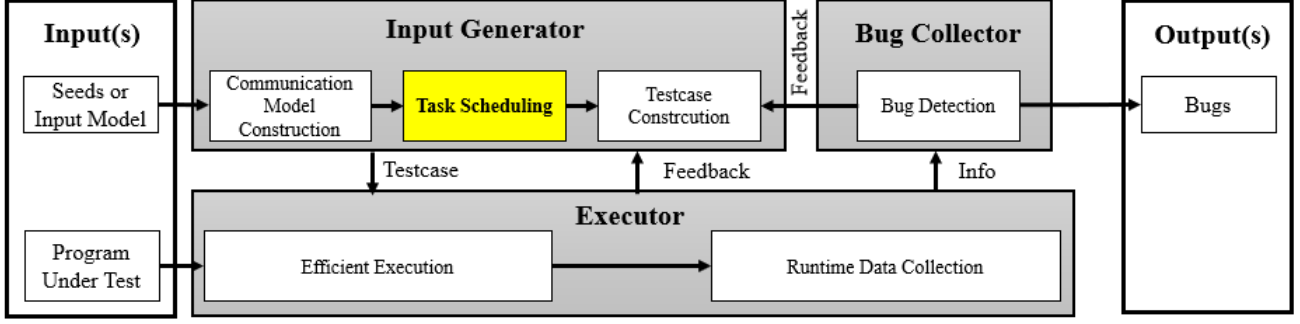 Input(s)
Seeds or
Input Model
Program
Under Test
Input Generator
Communication
Model
Construction
Task Scheduling
Testcase
Constrcution
Feedback
Bug Collector
Bug Detection
Output(s)
Bugs
Testcase
Feedback
Info
Executor
Efficient Execution
Runtime Data Collection